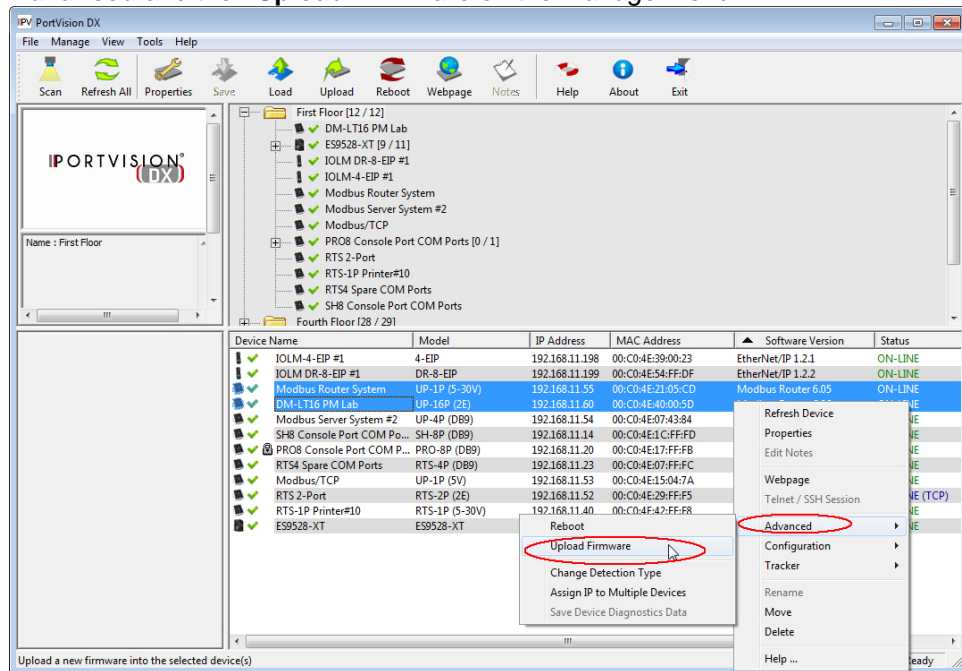 PortVision DX
File Manage View Tools Help
Scan Refresh All Properties Save Load Upload Reboot Webpage Notes Help About Exit
PORTVISION®
(DX)
Name : First Floor
First Floor [12 / 12]
DM-LT16 PM Lab
ES9528-XT [9 / 11]
IOLM DR-8-EIP #1
IOLM-4-EIP #1
Modbus Router System
Modbus Server System #2
Modbus/TCP
PRO8 Console Port COM Ports [0 / 1]
RTS 2-Port
RTS-1P Printer#10
RTS4 Spare COM Ports
SH8 Console Port COM Ports
Fourth Floor [28 / 29]
Device Name Model IP Address MAC Address Software Version Status
IOLM-4-EIP #1 4-EIP 192.168.11.198 00:C0:4E:39:00:23 EtherNet/IP 1.2.1 ON-LINE
IOLM DR-8-EIP #1 DR-8-EIP 192.168.11.199 00:C0:4E:54:FF:DF EtherNet/IP 1.2.2 ON-LINE
Modbus Router System UP-1P (5-30V) 192.168.11.55 00:C0:4E:21:05:CD Modbus Router 6.05 ON-LINE
DM-LT16 PM Lab UP-16P (2E) 192.168.11.60 00:C0:4E:40:00:5D
Modbus Server System #2 UP-4P (DB9) 192.168.11.54 00:C0:4E:07:43:84 NE
SH8 Console Port COM Po... SH-8P (DB9) 192.168.11.14 00:C0:4E:1C:FF:FD NE
PRO8 Console Port COM P... PRO-8P (DB9) 192.168.11.20 00:C0:4E:17:FF:FB NE
RTS4 Spare COM Ports RTS-4P (DB9) 192.168.11.23 00:C0:4E:07:FF:FC NE
Modbus/TCP UP-1P (5V) 192.168.11.53 00:C0:4E:15:04:7A NE
RTS 2-Port RTS-2P (2E) 192.168.11.52 00:C0:4E:29:FF:F5 NE (TCP)
RTS-1P Printer#10 RTS-1P (5-30V) 192.168.11.40 00:C0:4E:42:FF:F8 NE
ES9528-XT ES9528-XT NE
Refresh Device
Properties
Edit Notes
Webpage
Telnet / SSH Session
Advanced
Configuration
Tracker
Rename
Move
Delete
Help ...
Reboot
Upload Firmware
Change Detection Type
Assign IP to Multiple Devices
Save Device Diagnostics Data
Upload a new firmware into the selected device(s)
eady